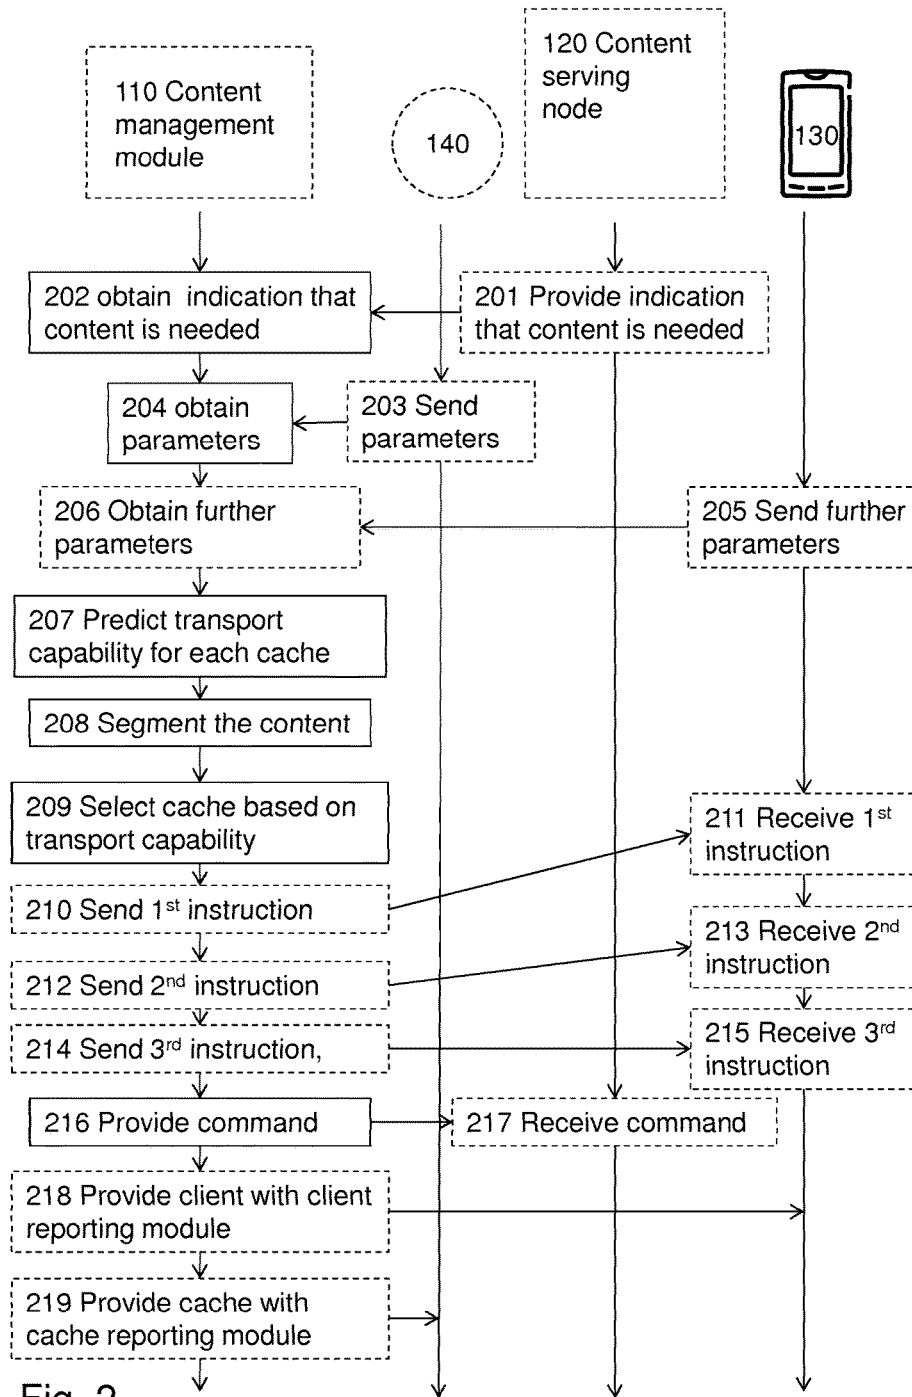 110 Content
management
module
140
120 Content
serving
node
130
202 obtain indication that
content is needed
201 Provide indication
that content is needed
204 obtain
parameters
203 Send
parameters
206 Obtain further
parameters
205 Send further
parameters
207 Predict transport
capability for each cache
208 Segment the content
209 Select cache based on
transport capability
211 Receive 1st
instruction
210 Send 1st instruction
213 Receive 2nd
instruction
212 Send 2nd instruction
214 Send 3rd instruction,
215 Receive 3rd
instruction
216 Provide command
217 Receive command
218 Provide client with client
reporting module
219 Provide cache with
cache reporting module
Fig. 2